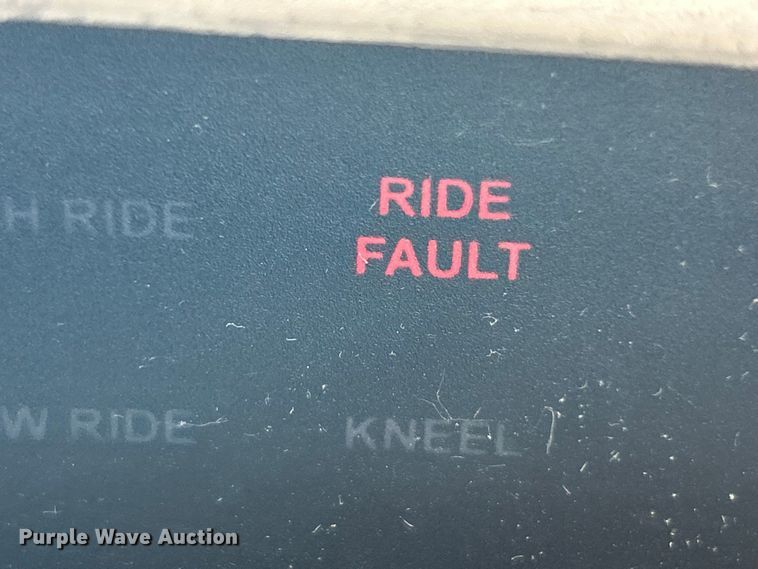 H RIDE
RIDE
FAULT
W RIDE
KNEEL
Purple Wave Auction